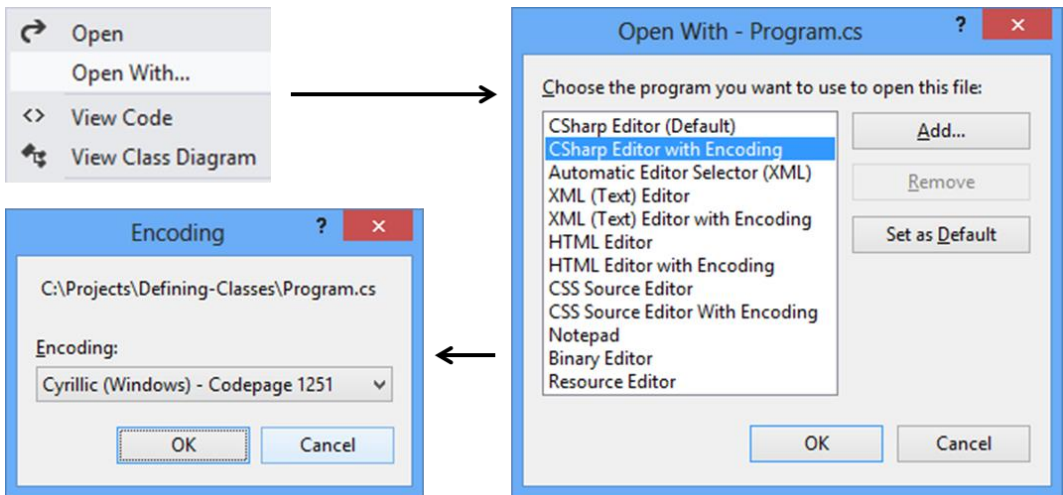 Open
Open With...
View Code
View Class Diagram
Open With - Program.cs
?
Choose the program you want to use to open this file:
CSharp Editor (Default)
CSharp Editor with Encoding
Automatic Editor Selector (XML)
XML (Text) Editor
XML (Text) Editor with Encoding
HTML Editor
HTML Editor with Encoding
CSS Source Editor
CSS Source Editor With Encoding
Notepad
Binary Editor
Resource Editor
Add...
Remove
Set as Default
OK Cancel
Encoding
?
C:\Projects\Defining-Classes\Program.cs
Encoding:
Cyrillic (Windows) - Codepage 1251
OK Cancel